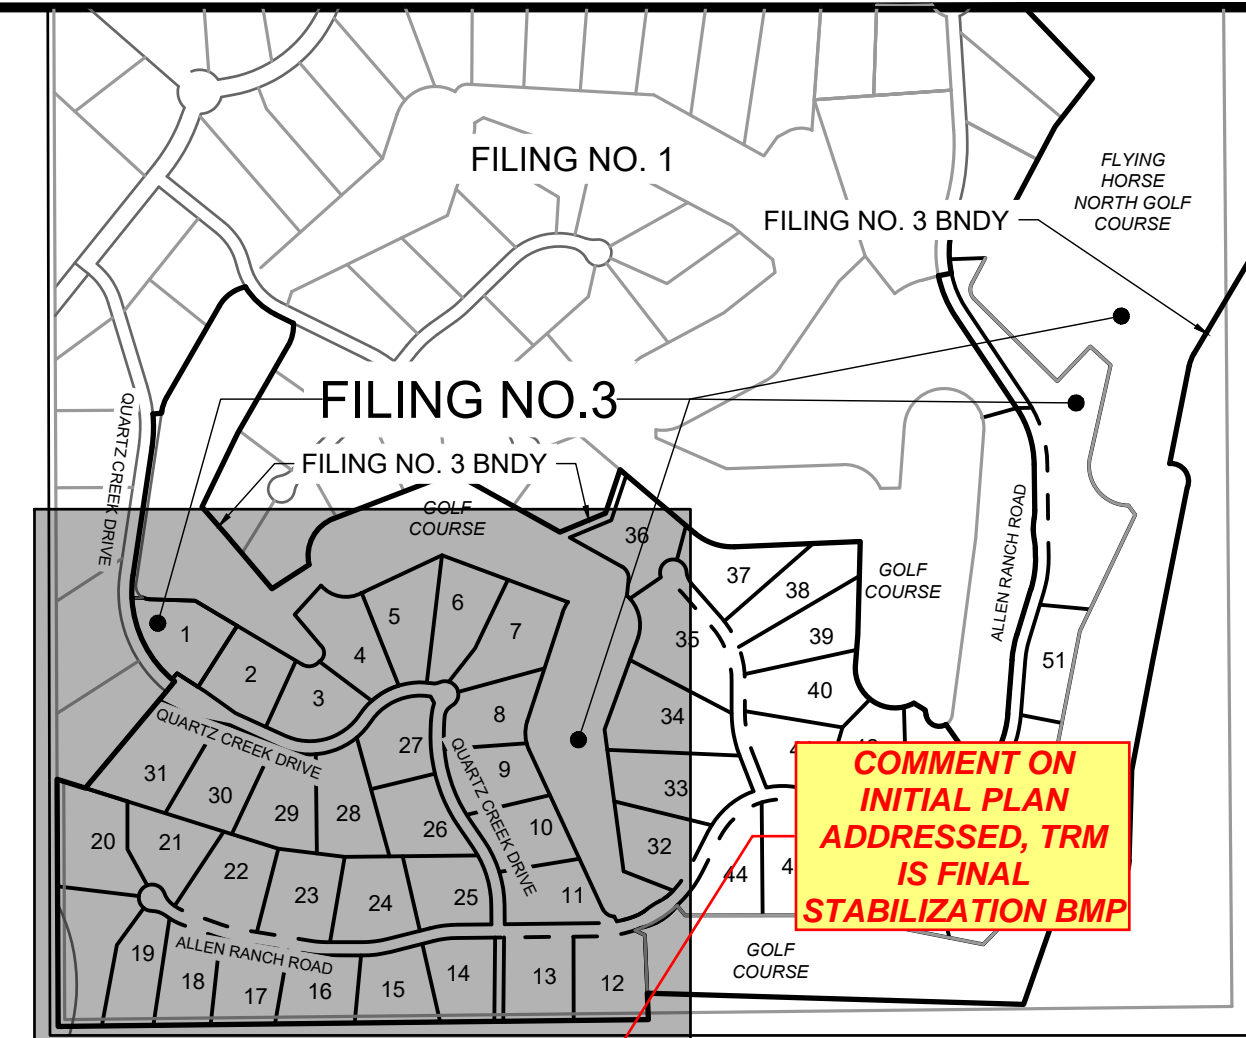 FILING NO. 1
FLYING
HORSE
NORTH GOLF
COURSE
FILING NO. 3 BNDY
FILING NO.3
QUARTZ CREEK DRIVE
FILING NO. 3 BNDY
GOLF
COURSE
ALLEN RANCH ROAD
GOLF
COURSE
36
37
38
39
40
35
34
33
32
51
1
2
3
4
5
6
7
8
9
10
11
QUARTZ CREEK DRIVE
QUARTZ CREEK DRIVE
27
26
31
30
29
28
20
21
22
23
24
25
44
COMMENT ON
INITIAL PLAN
ADDRESSED, TRM
IS FINAL
STABILIZATION BMP
ALLEN RANCH ROAD
19
18
17
16
15
14
13
12
GOLF
COURSE